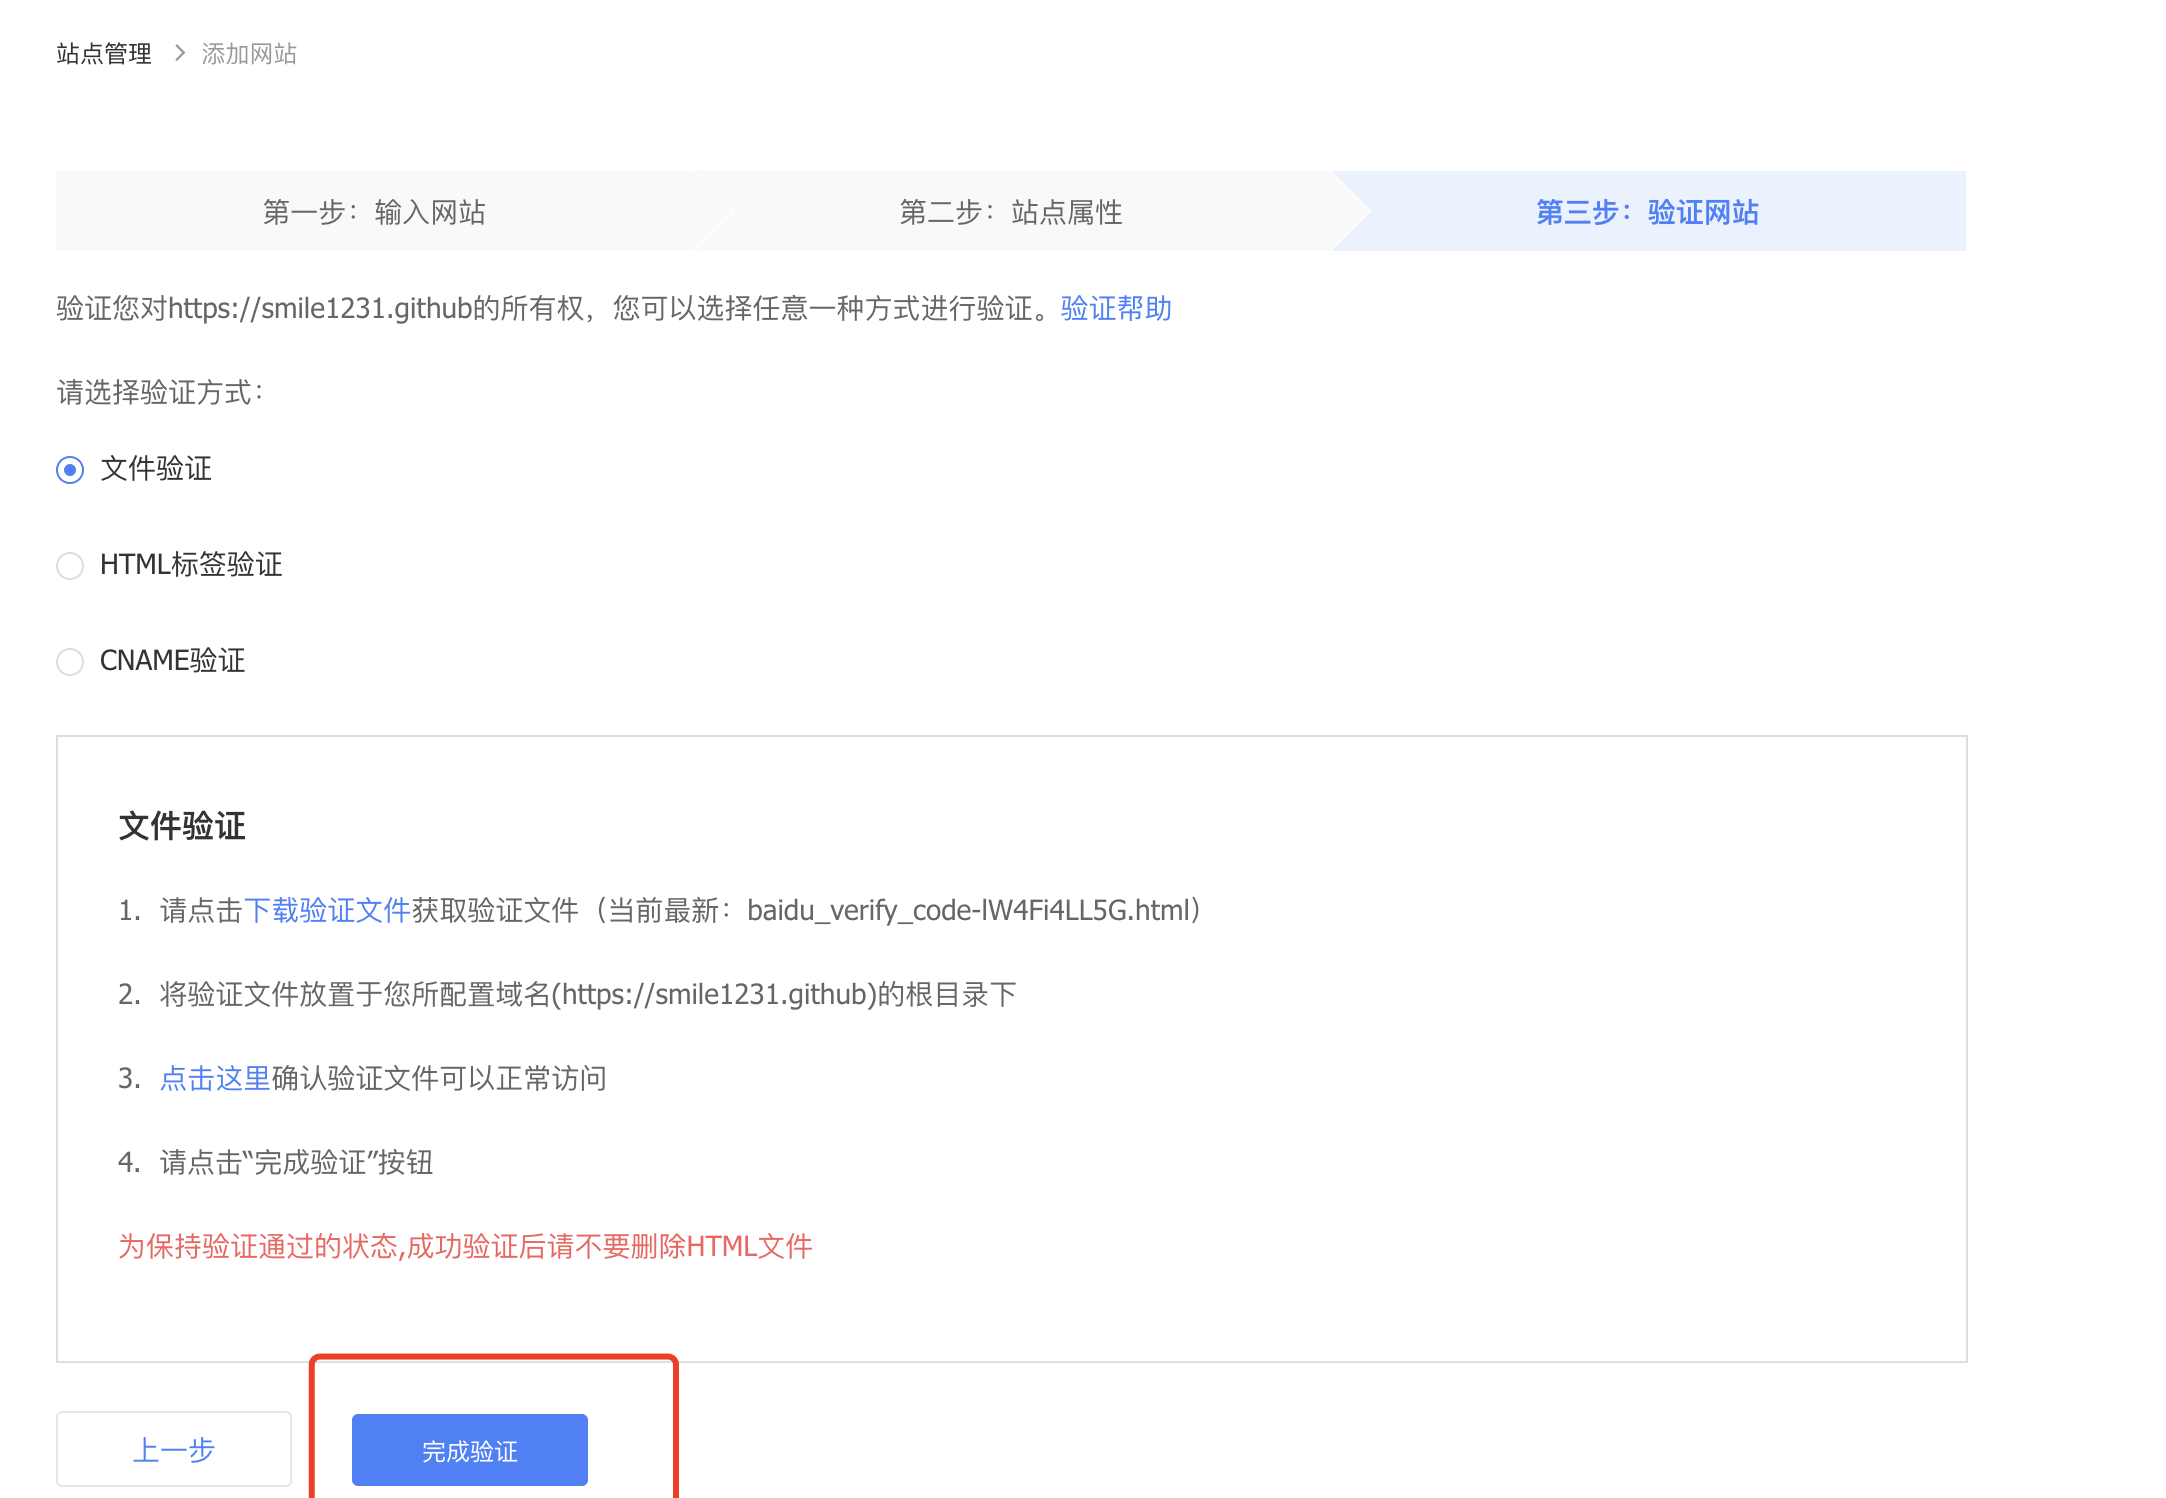 站点管理 > 添加网站
第一步：输入网站 第二步：站点属性 第三步：验证网站
验证您对https://smile1231.github的所有权，您可以选择任意一种方式进行验证。验证帮助
请选择验证方式：
文件验证
HTML标签验证
CNAME验证
文件验证
1. 请点击下载验证文件获取验证文件（当前最新：baidu_verify_code-lW4Fi4LL5G.html）
2. 将验证文件放置于您所配置域名(https://smile1231.github)的根目录下
3. 点击这里确认验证文件可以正常访问
4. 请点击“完成验证”按钮
为保持验证通过的状态,成功验证后请不要删除HTML文件
上一步 完成验证